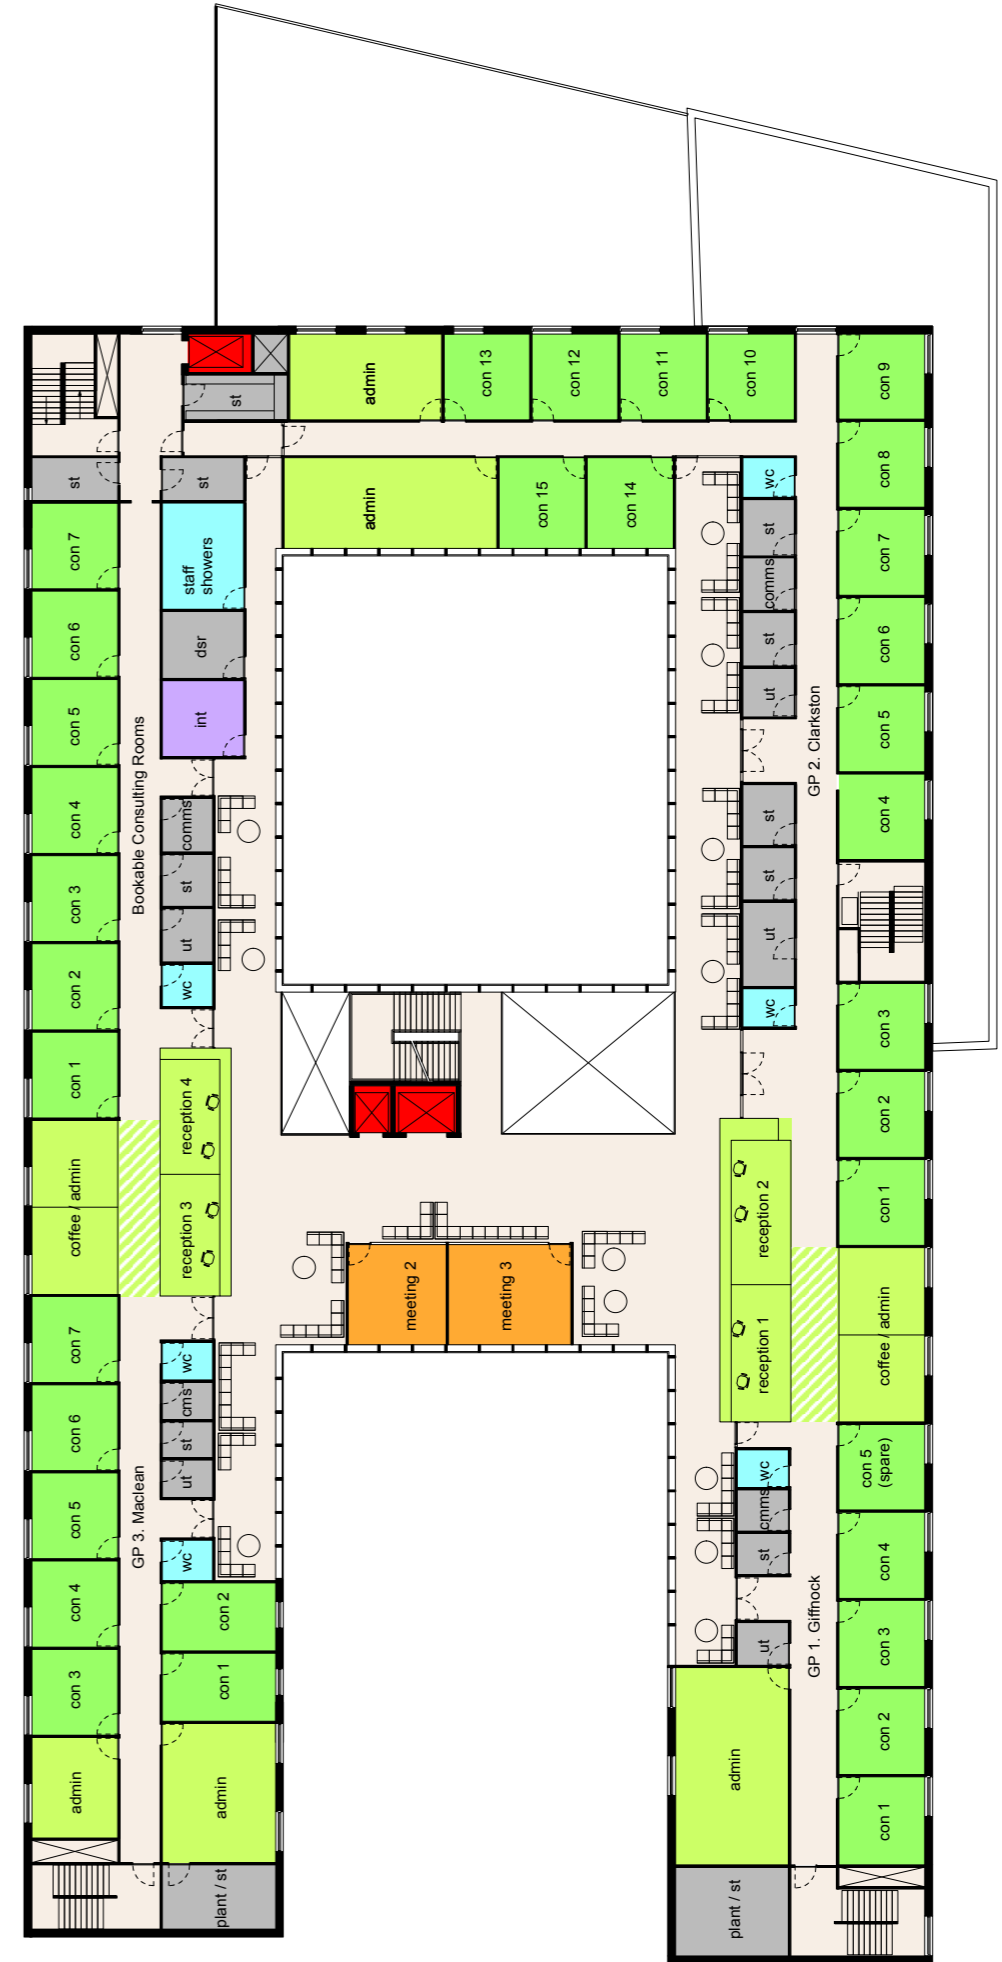 admin
con 13
con 12
con 11
con 10
con 9
st
admin
con 15
con 14
wc
con 8
st
st
con 7
staff
showers
st
comms
con 7
con 6
dsr
st
con 6
con 5
int
ut
con 5
Bookable Consulting Rooms
GP 2. Clarkston
con 4
comms
st
con 4
con 3
st
st
con 2
ut
ut
wc
wc
con 3
con 1
reception 4
con 2
coffee / admin
reception 3
reception 2
con 1
meeting 2
meeting 3
con 7
reception 1
coffee / admin
wc
cms
con 6
st
ut
wc
cmms
con 5
(spare)
con 5
GP 3. Maclean
st
con 4
con 4
wc
con 2
GP 1. Giffnock
ut
con 3
con 3
con 1
con 2
admin
admin
admin
con 1
plant / st
plant / st